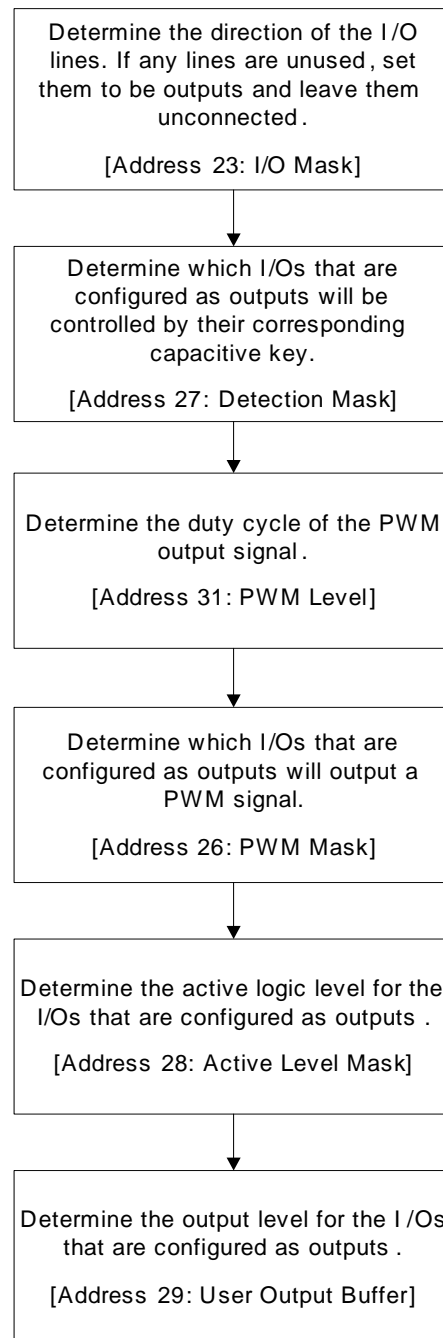 Determine the direction of the I/O
lines. If any lines are unused, set
them to be outputs and leave them
unconnected.
[Address 23: I/O Mask]
Determine which I/Os that are
configured as outputs will be
controlled by their corresponding
capacitive key.
[Address 27: Detection Mask]
Determine the duty cycle of the PWM
output signal.
[Address 31: PWM Level]
Determine which I/Os that are
configured as outputs will output a
PWM signal.
[Address 26: PWM Mask]
Determine the active logic level for the
I/Os that are configured as outputs.
[Address 28: Active Level Mask]
Determine the output level for the I/Os
that are configured as outputs.
[Address 29: User Output Buffer]